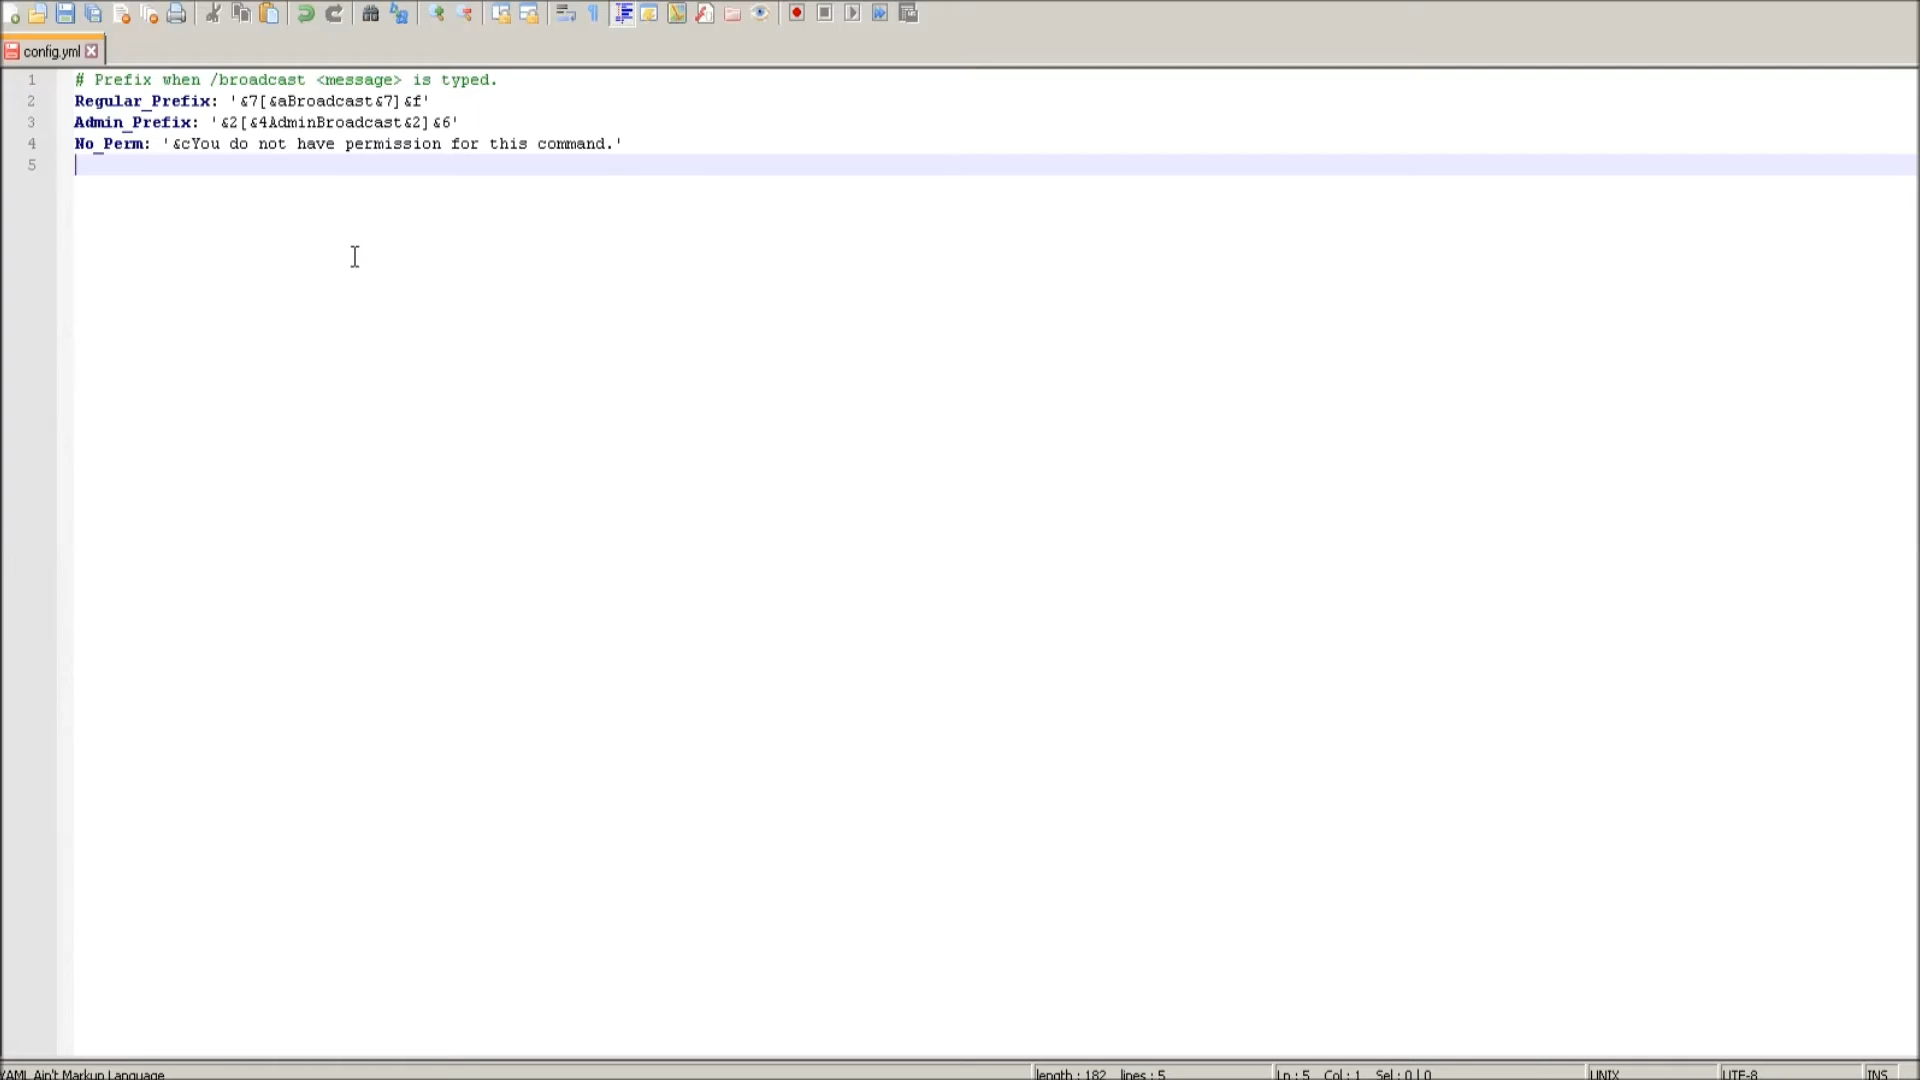 config.yml
1 # Prefix when /broadcast <message> is typed.
2 Regular_Prefix: '&7[&aBroadcast&7]&f'
3 Admin_Prefix: '&2[&4AdminBroadcast&2]&6'
4 No_Perm: '&cYou do not have permission for this command.'
5
YAML Ain't Markup Language length : 182 lines : 5 Ln : 5 Col : 1 Sel : 0 | 0 UNIX UTF-8 INS